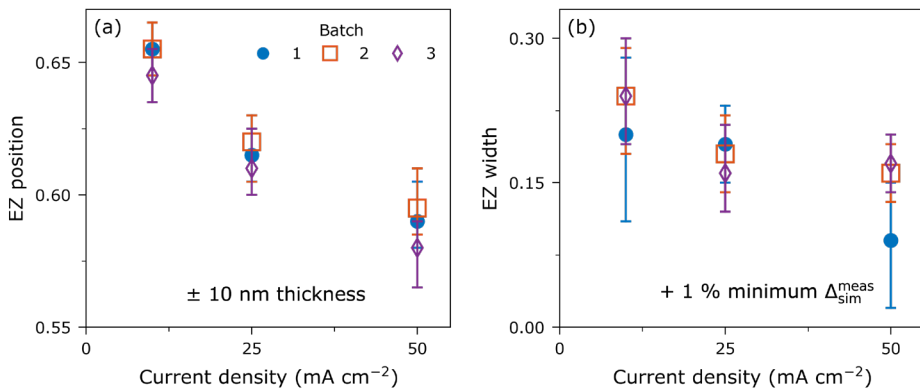 (a)
Batch
1 2 3
EZ position
0.65
0.60
0.55
± 10 nm thickness
0 25 50
Current density (mA cm⁻²)
(b)
EZ width
0.30
0.15
0.00
+ 1 % minimum Δ_sim^meas
0 25 50
Current density (mA cm⁻²)